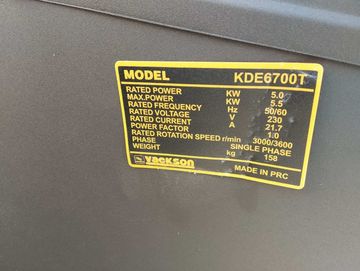 MODEL KDE6700T
RATED POWER KW 5.0
MAX.POWER KW 5.5
RATED FREQUENCY Hz 50/60
RATED VOLTAGE V 230
RATED CURRENT A 21.7
POWER FACTOR 1.0
RATED ROTATION SPEED r/min 3000/3600
PHASE SINGLE PHASE
WEIGHT kg 158
VACKSON MADE IN PRC